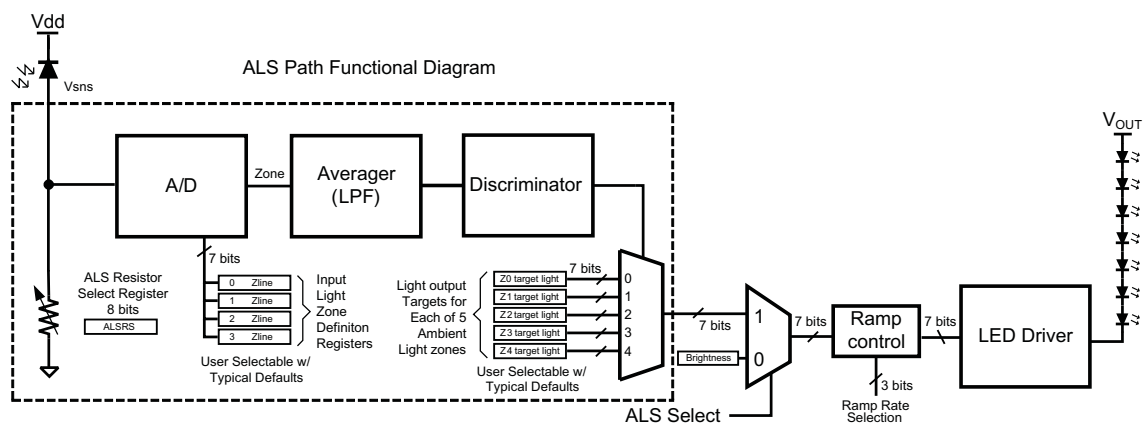 Vdd
Vsns
ALS Path Functional Diagram
A/D
Zone
Averager
(LPF)
Discriminator
7 bits
ALS Resistor
Select Register
8 bits
ALSRS
0 Zline
1 Zline
2 Zline
3 Zline
Input
Light
Zone
Definiton
Registers
User Selectable w/
Typical Defaults
Light output
Targets for
Each of 5
Ambient
Light zones
7 bits
Z0 target light
Z1 target light
Z2 target light
Z3 target light
Z4 target light
User Selectable w/
Typical Defaults
0
1
2
3
4
7 bits
Brightness
1
0
ALS Select
7 bits
Ramp
control
3 bits
Ramp Rate
Selection
7 bits
LED Driver
VOUT